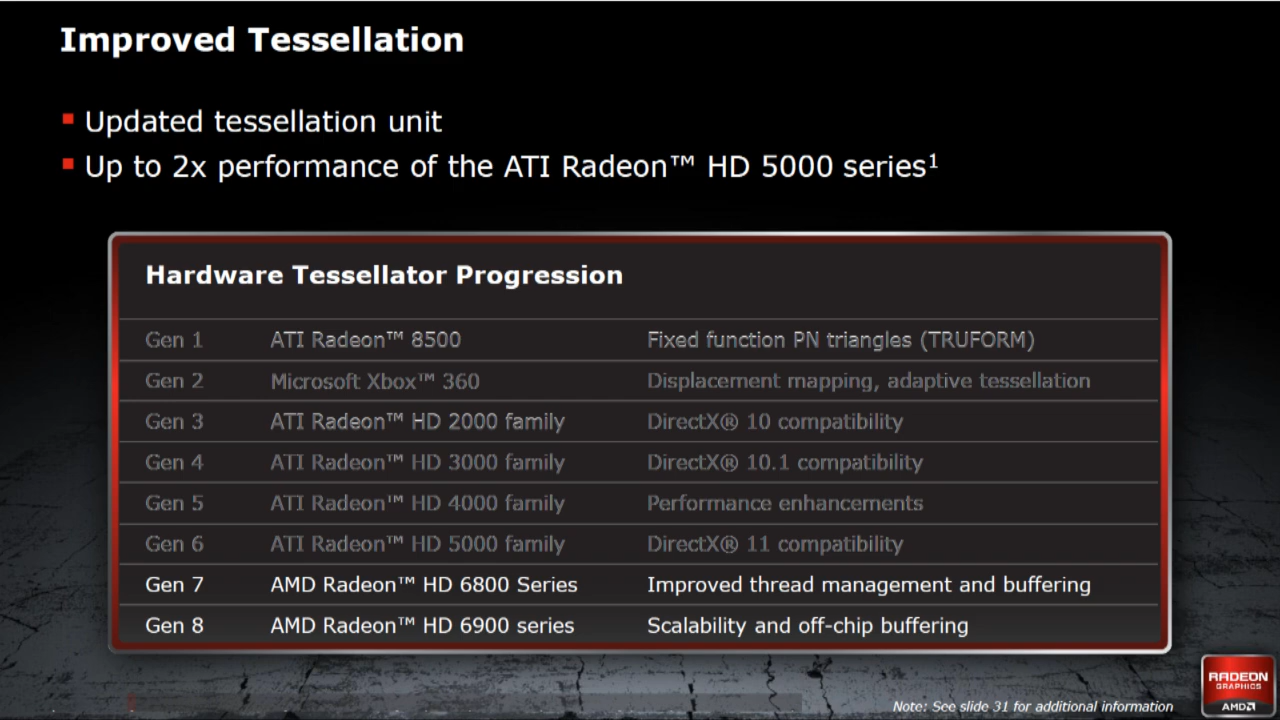 Improved Tessellation
Updated tessellation unit
Up to 2x performance of the ATI Radeon™ HD 5000 series¹
Hardware Tessellator Progression
Gen 1 ATI Radeon™ 8500 Fixed function PN triangles (TRUFORM)
Gen 2 Microsoft Xbox™ 360 Displacement mapping, adaptive tessellation
Gen 3 ATI Radeon™ HD 2000 family DirectX® 10 compatibility
Gen 4 ATI Radeon™ HD 3000 family DirectX® 10.1 compatibility
Gen 5 ATI Radeon™ HD 4000 family Performance enhancements
Gen 6 ATI Radeon™ HD 5000 family DirectX® 11 compatibility
Gen 7 AMD Radeon™ HD 6800 Series Improved thread management and buffering
Gen 8 AMD Radeon™ HD 6900 series Scalability and off-chip buffering
Note: See slide 31 for additional information
RADEON
GRAPHICS
AMD